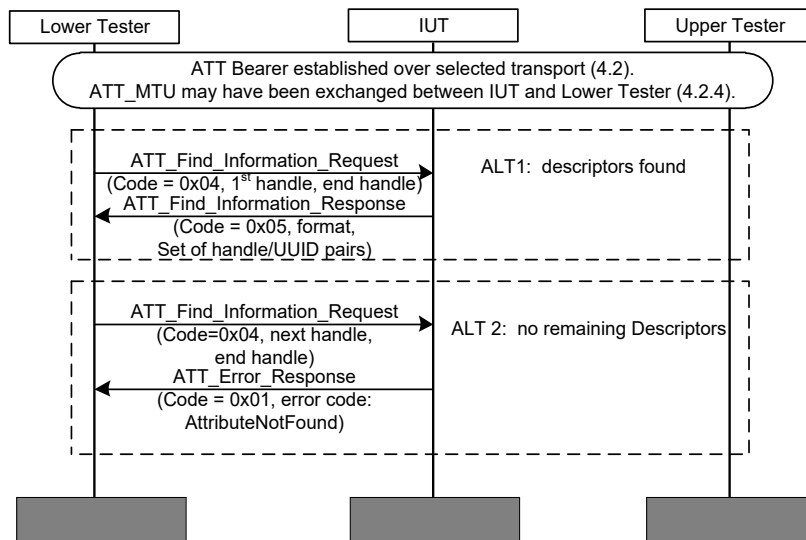 Lower Tester
IUT
Upper Tester
ATT Bearer established over selected transport (4.2).
ATT_MTU may have been exchanged between IUT and Lower Tester (4.2.4).
ATT_Find_Information_Request
(Code = 0x04, 1st handle, end handle)
ALT1: descriptors found
ATT_Find_Information_Response
(Code = 0x05, format,
Set of handle/UUID pairs)
ATT_Find_Information_Request
(Code=0x04, next handle,
end handle)
ALT 2: no remaining Descriptors
ATT_Error_Response
(Code = 0x01, error code:
AttributeNotFound)